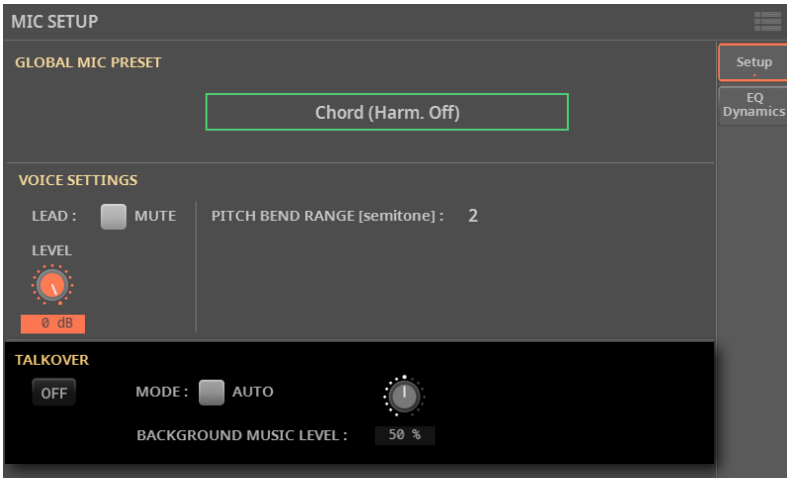 MIC SETUP
GLOBAL MIC PRESET
Setup
EQ
Dynamics
Chord (Harm. Off)
VOICE SETTINGS
LEAD : MUTE PITCH BEND RANGE [semitone] : 2
LEVEL
0 dB
TALKOVER
OFF MODE : AUTO
BACKGROUND MUSIC LEVEL : 50 %